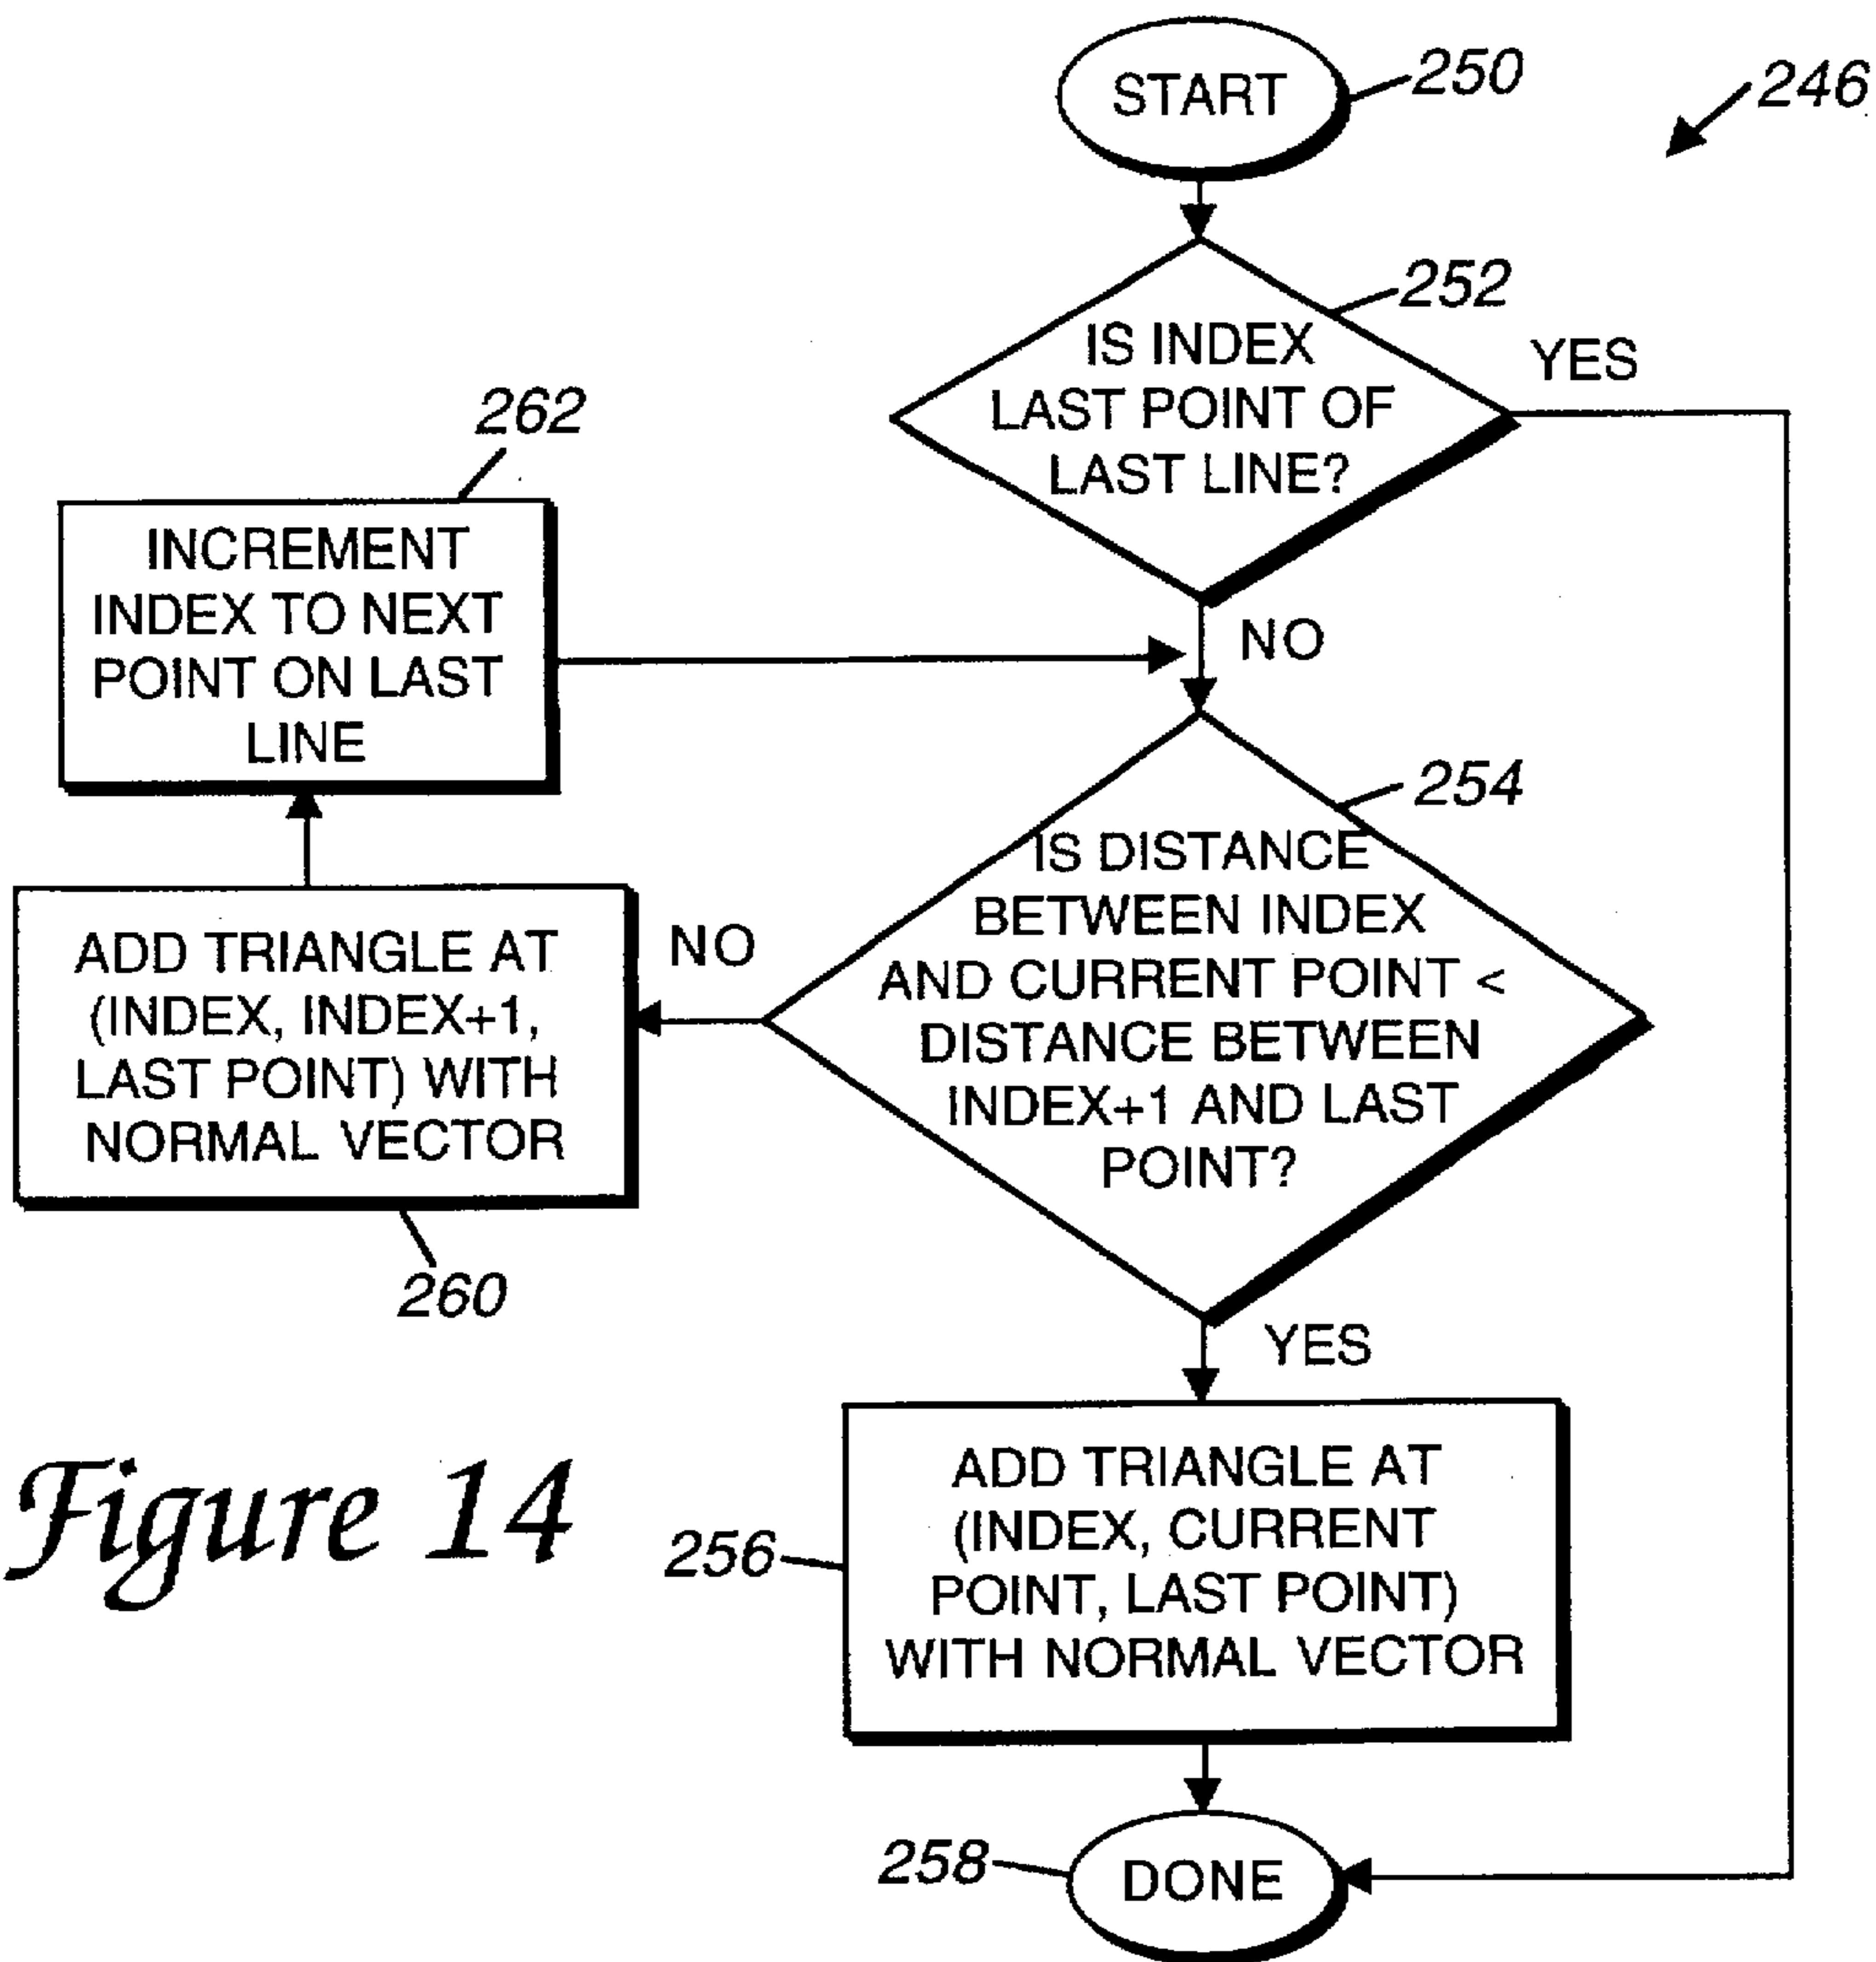 START
250
246
252
IS INDEX
LAST POINT OF
LAST LINE?
YES
262
INCREMENT
INDEX TO NEXT
POINT ON LAST
LINE
NO
254
IS DISTANCE
BETWEEN INDEX
AND CURRENT POINT <
DISTANCE BETWEEN
INDEX+1 AND LAST
POINT?
NO
ADD TRIANGLE AT
(INDEX, INDEX+1,
LAST POINT) WITH
NORMAL VECTOR
260
YES
ADD TRIANGLE AT
(INDEX, CURRENT
POINT, LAST POINT)
WITH NORMAL VECTOR
256
Figure 14
258
DONE